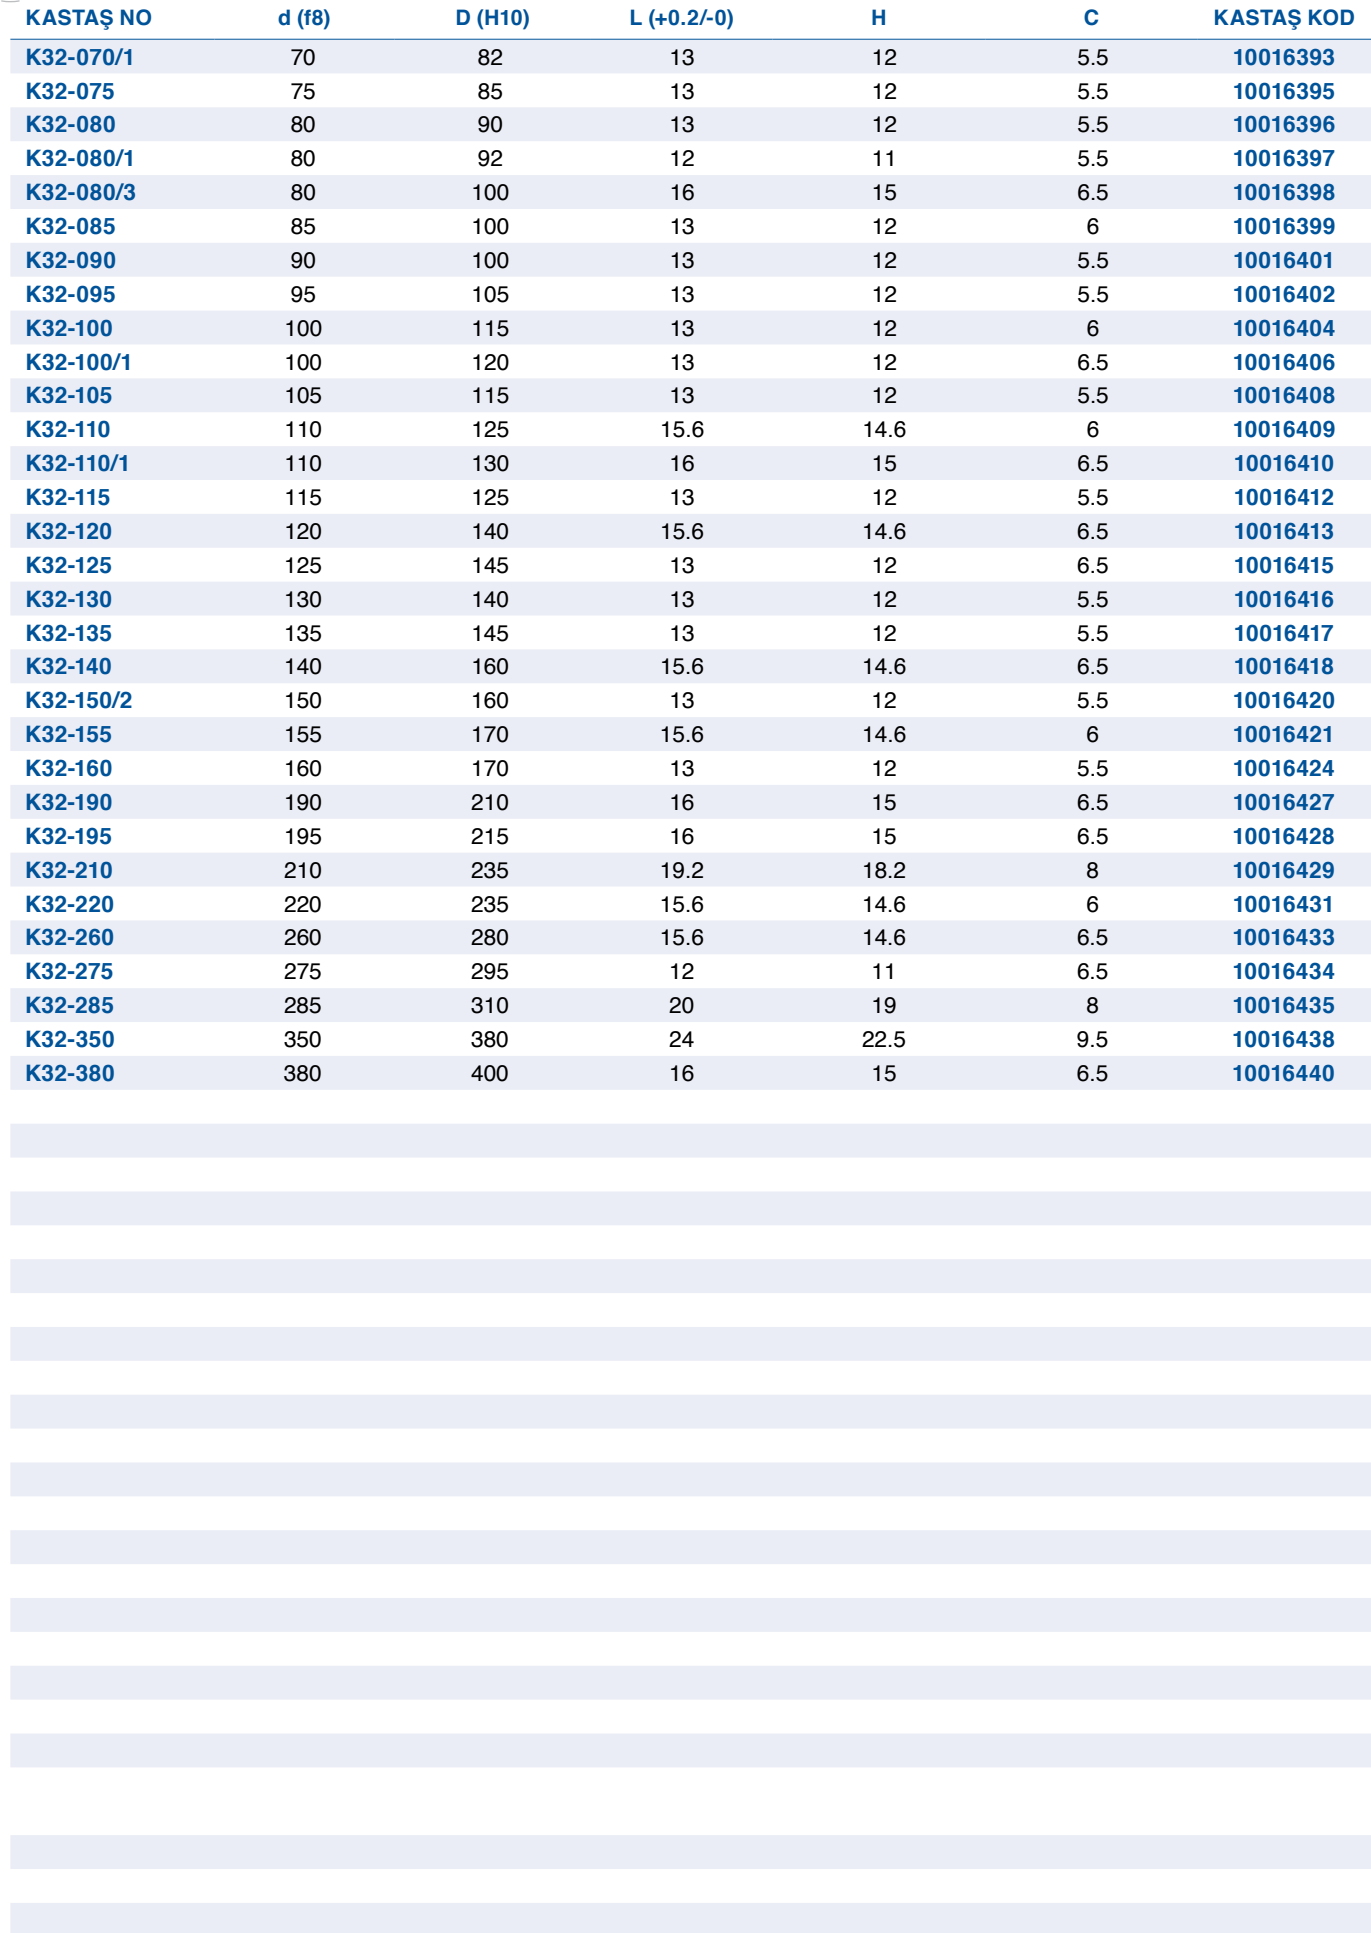 KASTAŞ NO d (f8) D (H10) L (+0.2/-0) H C KASTAŞ KOD
K32-070/1 70 82 13 12 5.5 10016393
K32-075 75 85 13 12 5.5 10016395
K32-080 80 90 13 12 5.5 10016396
K32-080/1 80 92 12 11 5.5 10016397
K32-080/3 80 100 16 15 6.5 10016398
K32-085 85 100 13 12 6 10016399
K32-090 90 100 13 12 5.5 10016401
K32-095 95 105 13 12 5.5 10016402
K32-100 100 115 13 12 6 10016404
K32-100/1 100 120 13 12 6.5 10016406
K32-105 105 115 13 12 5.5 10016408
K32-110 110 125 15.6 14.6 6 10016409
K32-110/1 110 130 16 15 6.5 10016410
K32-115 115 125 13 12 5.5 10016412
K32-120 120 140 15.6 14.6 6.5 10016413
K32-125 125 145 13 12 6.5 10016415
K32-130 130 140 13 12 5.5 10016416
K32-135 135 145 13 12 5.5 10016417
K32-140 140 160 15.6 14.6 6.5 10016418
K32-150/2 150 160 13 12 5.5 10016420
K32-155 155 170 15.6 14.6 6 10016421
K32-160 160 170 13 12 5.5 10016424
K32-190 190 210 16 15 6.5 10016427
K32-195 195 215 16 15 6.5 10016428
K32-210 210 235 19.2 18.2 8 10016429
K32-220 220 235 15.6 14.6 6 10016431
K32-260 260 280 15.6 14.6 6.5 10016433
K32-275 275 295 12 11 6.5 10016434
K32-285 285 310 20 19 8 10016435
K32-350 350 380 24 22.5 9.5 10016438
K32-380 380 400 16 15 6.5 10016440